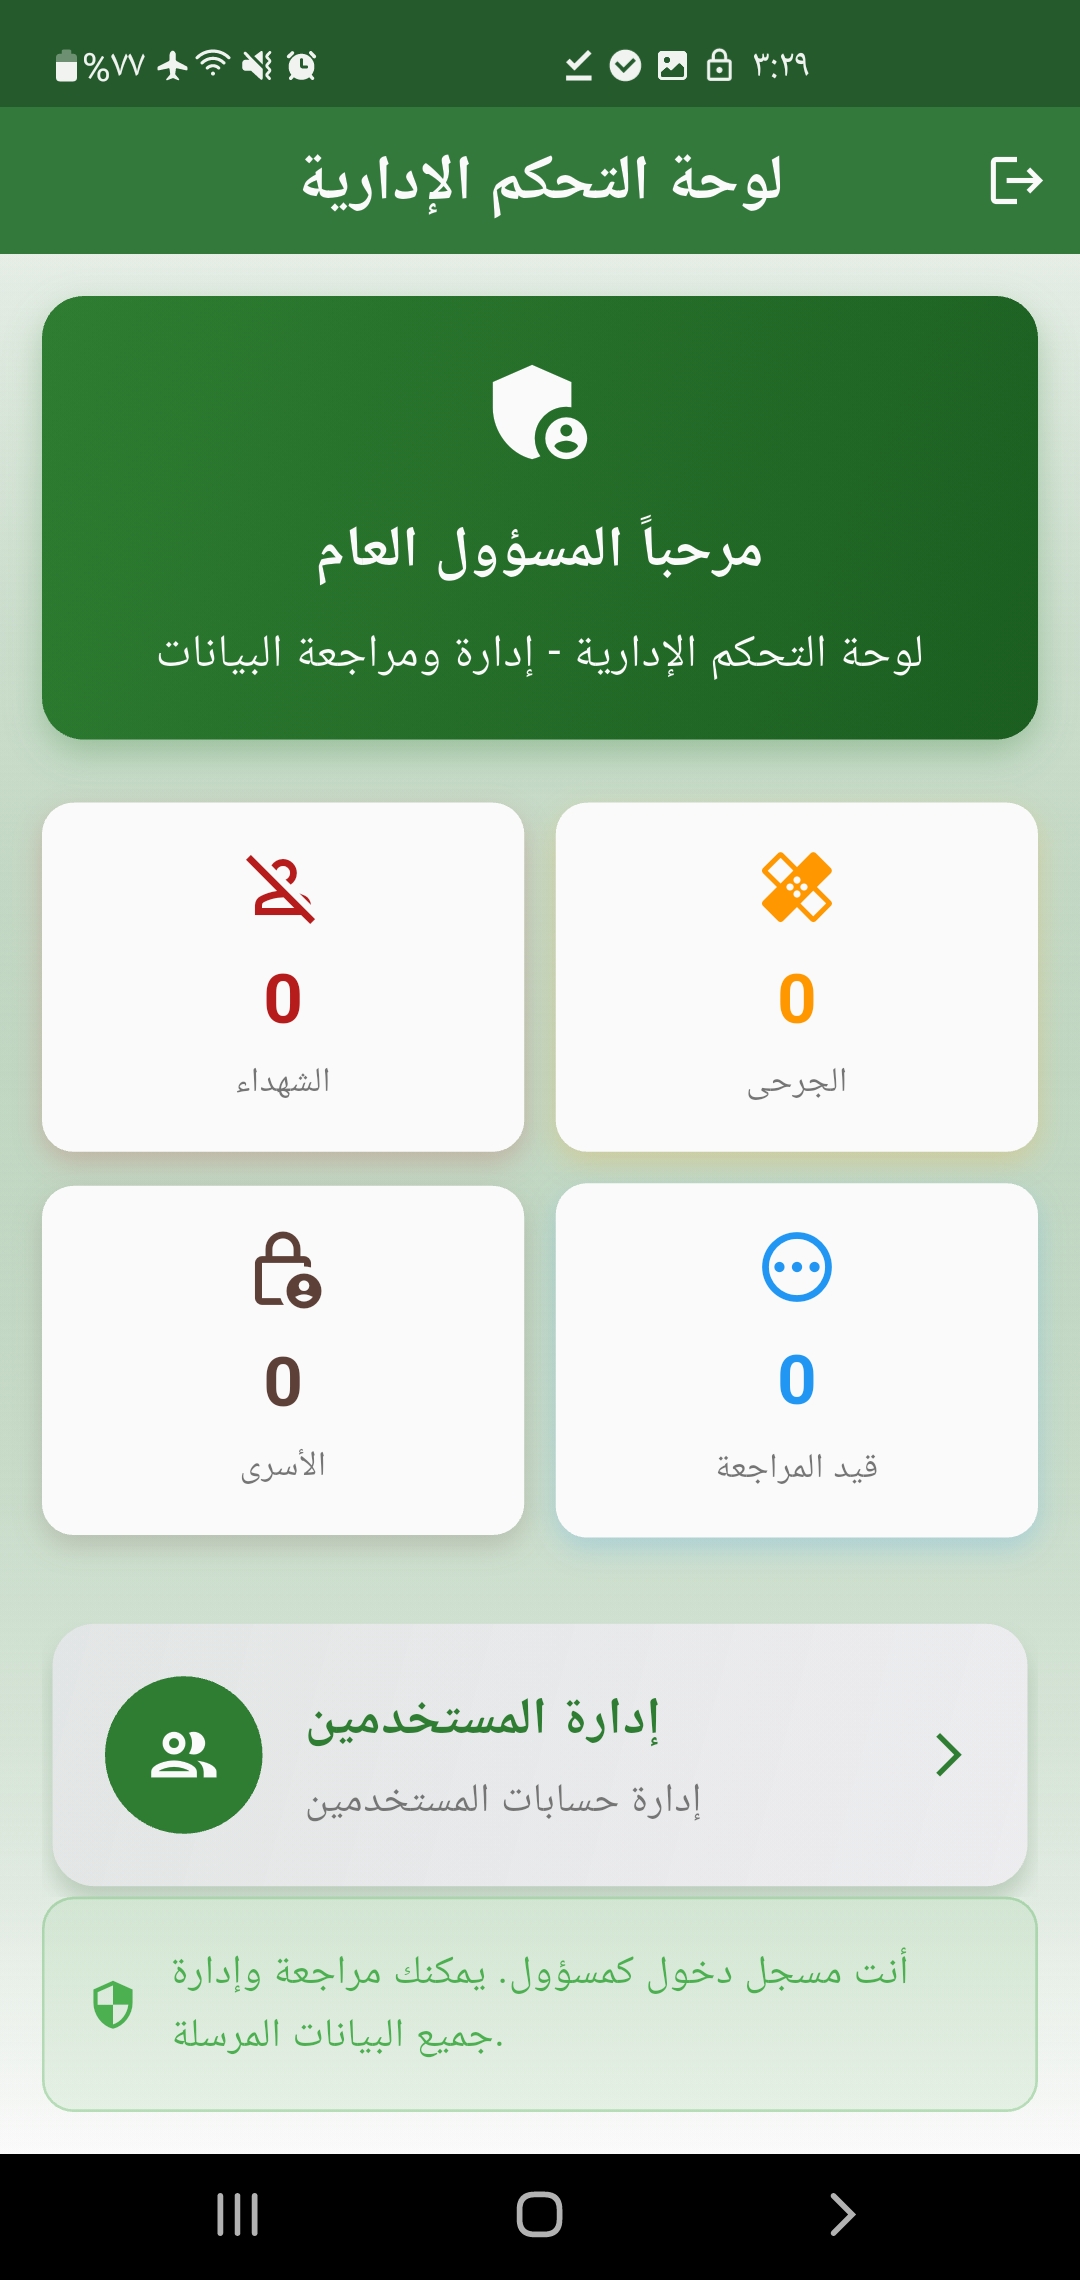 ٣:٢٩
%٧٧
لوحة التحكم الإدارية
مرحباً المسؤول العام
لوحة التحكم الإدارية - إدارة ومراجعة البيانات
0
الجرحى
0
الشهداء
0
قيد المراجعة
0
الأسرى
إدارة المستخدمين
إدارة حسابات المستخدمين
أنت مسجل دخول كمسؤول. يمكنك مراجعة وإدارة
جميع البيانات المرسلة.